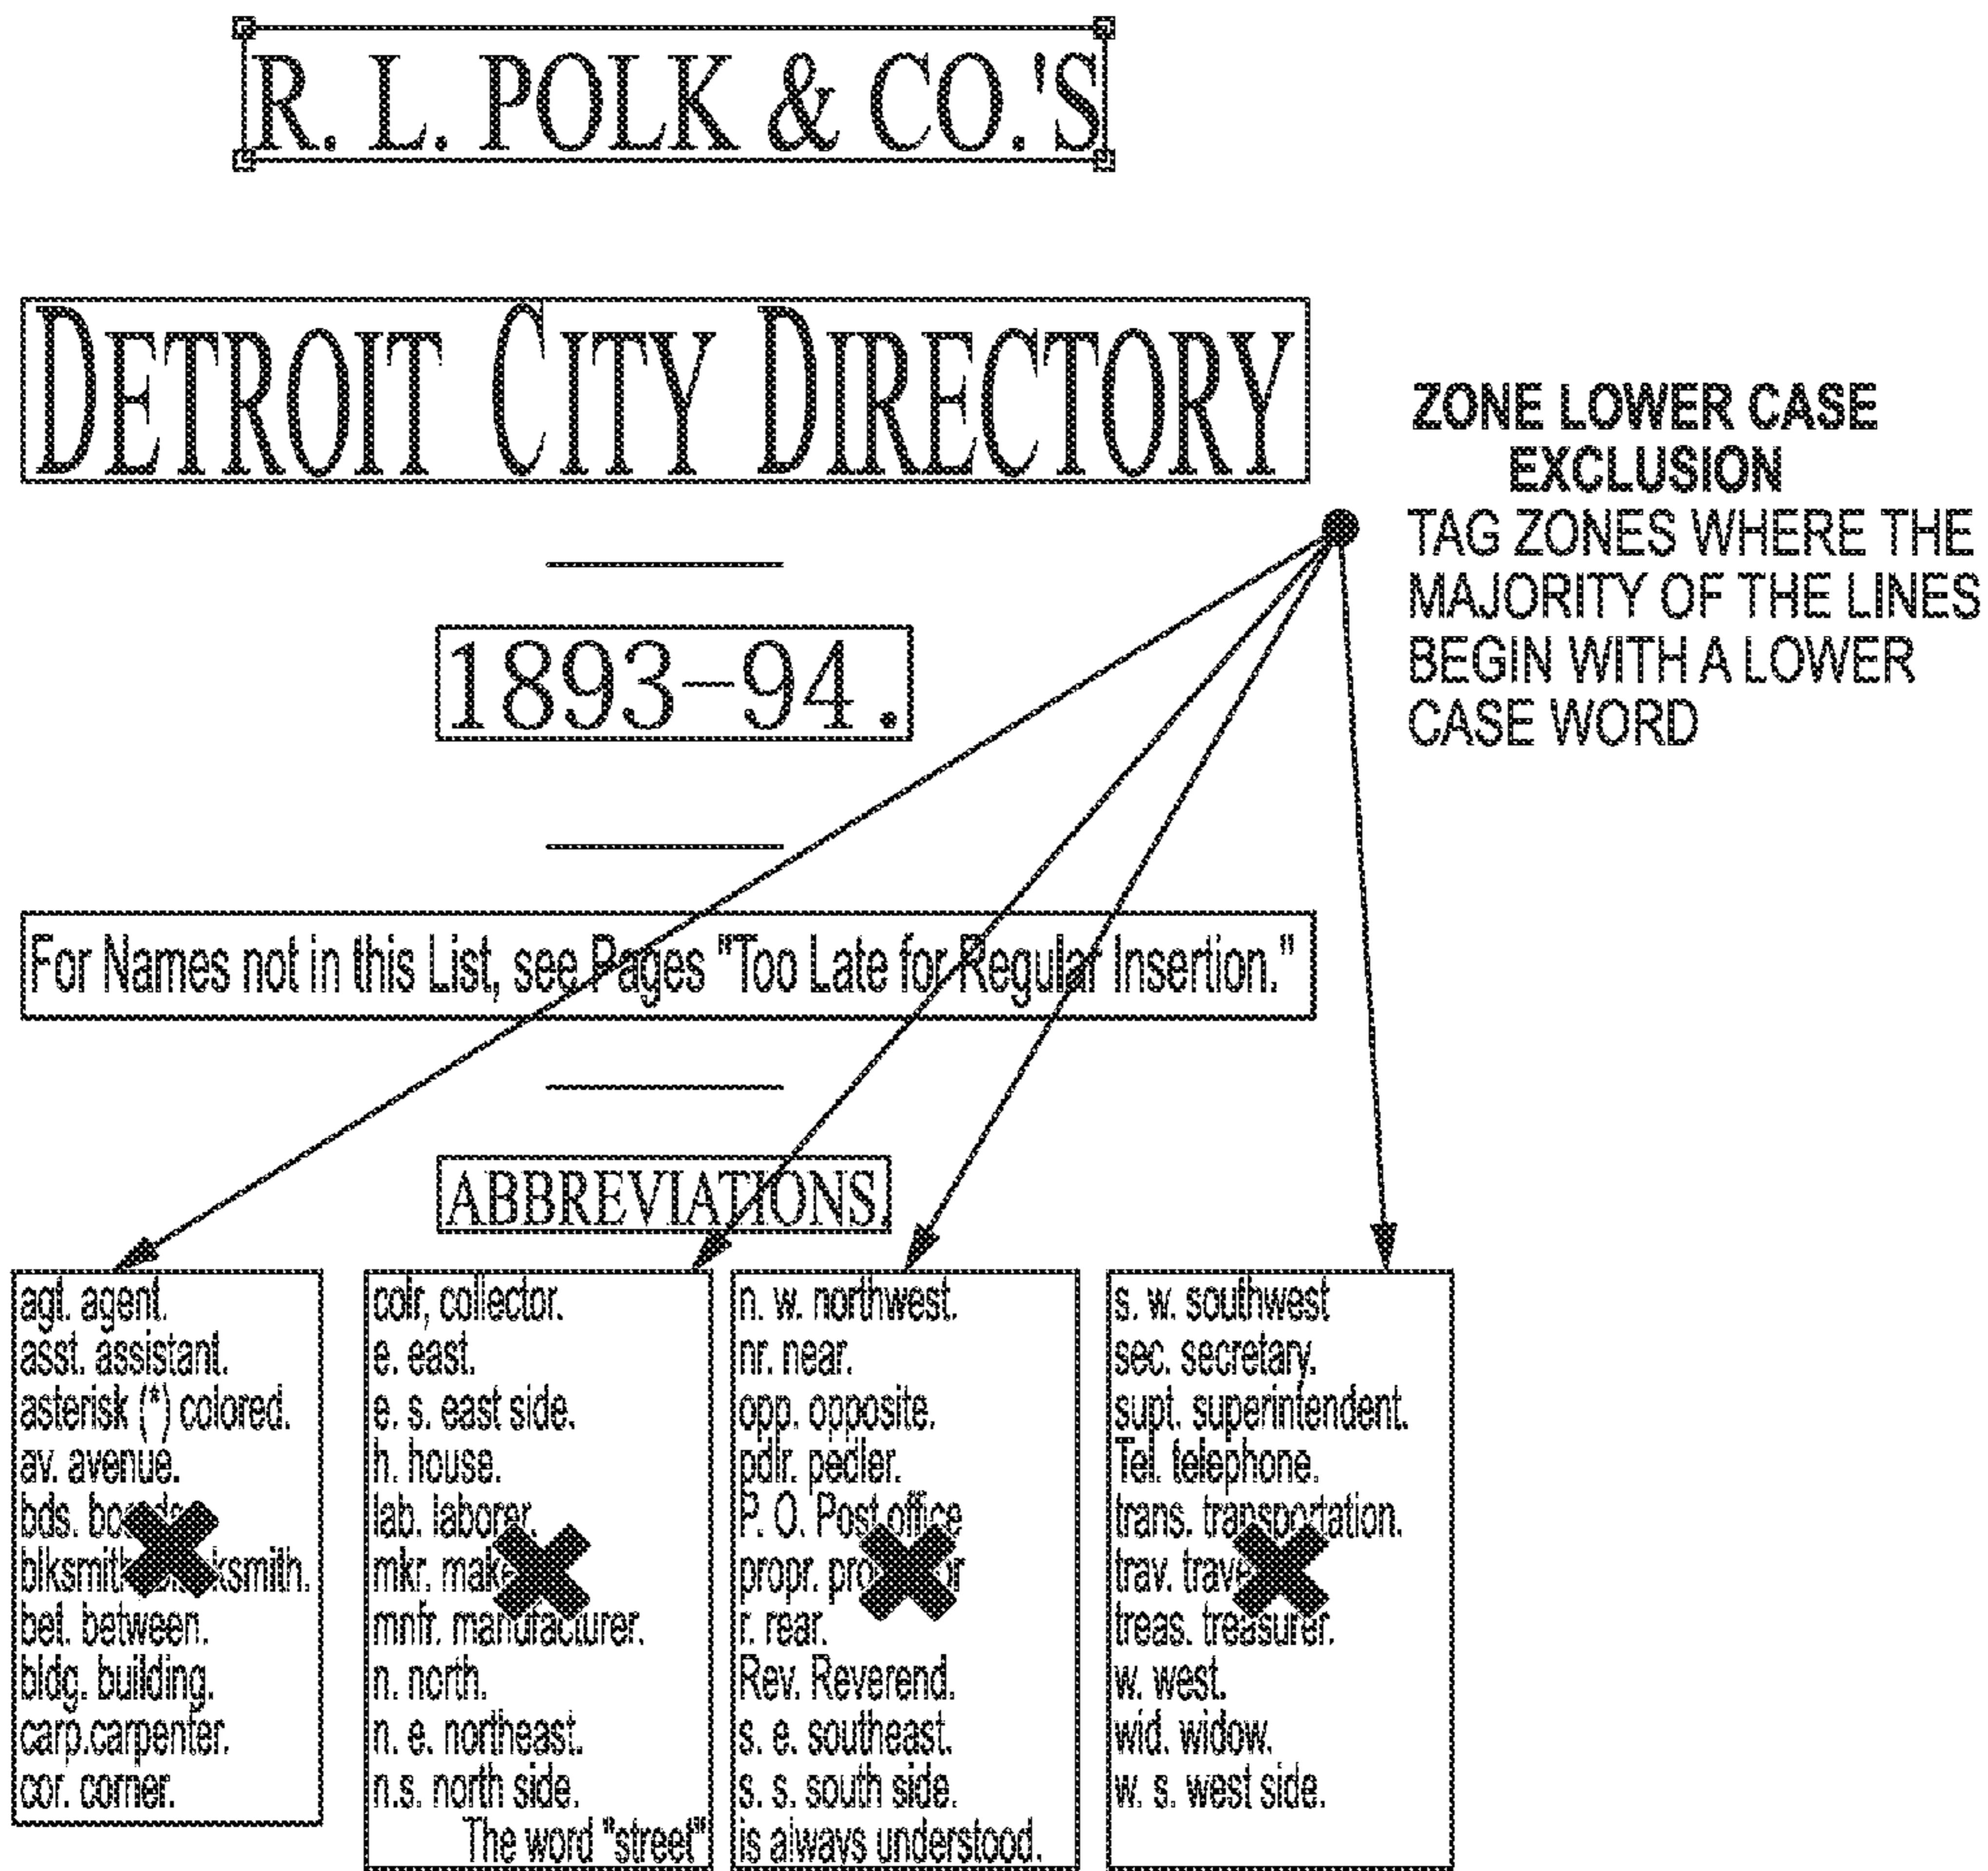 R. L. POLK & CO.'S
DETROIT CITY DIRECTORY
1893-94.
ZONE LOWER CASE
EXCLUSION
TAG ZONES WHERE THE
MAJORITY OF THE LINES
BEGIN WITH A LOWER
CASE WORD
For Names not in this List, see Pages "Too Late for Regular Insertion."
ABBREVIATIONS.
agt. agent.
asst. assistant.
asterisk (*) colored.
av. avenue.
bds.
bet. between.
bldg. building.
carp.carpenter.
cor. corner.
colr, collector.
e. east.
e. s. east side.
h. house.
lab. laborer.
mkr.
mnfr. manufacturer.
n. north.
n. e. northeast.
n.s. north side.
The word "street"
n. w. northwest.
nr. near.
opp. opposite.
pdlr. pedler.
P. O. Post office
propr.
r. rear.
Rev. Reverend.
s. e. southeast.
s. s. south side.
is always understood.
s. w. southwest
sec. secretary.
supt. superintendent.
Tel. telephone.
trans. transportation.
trav.
treas. treasurer.
w. west.
wid. widow.
w. s. west side.